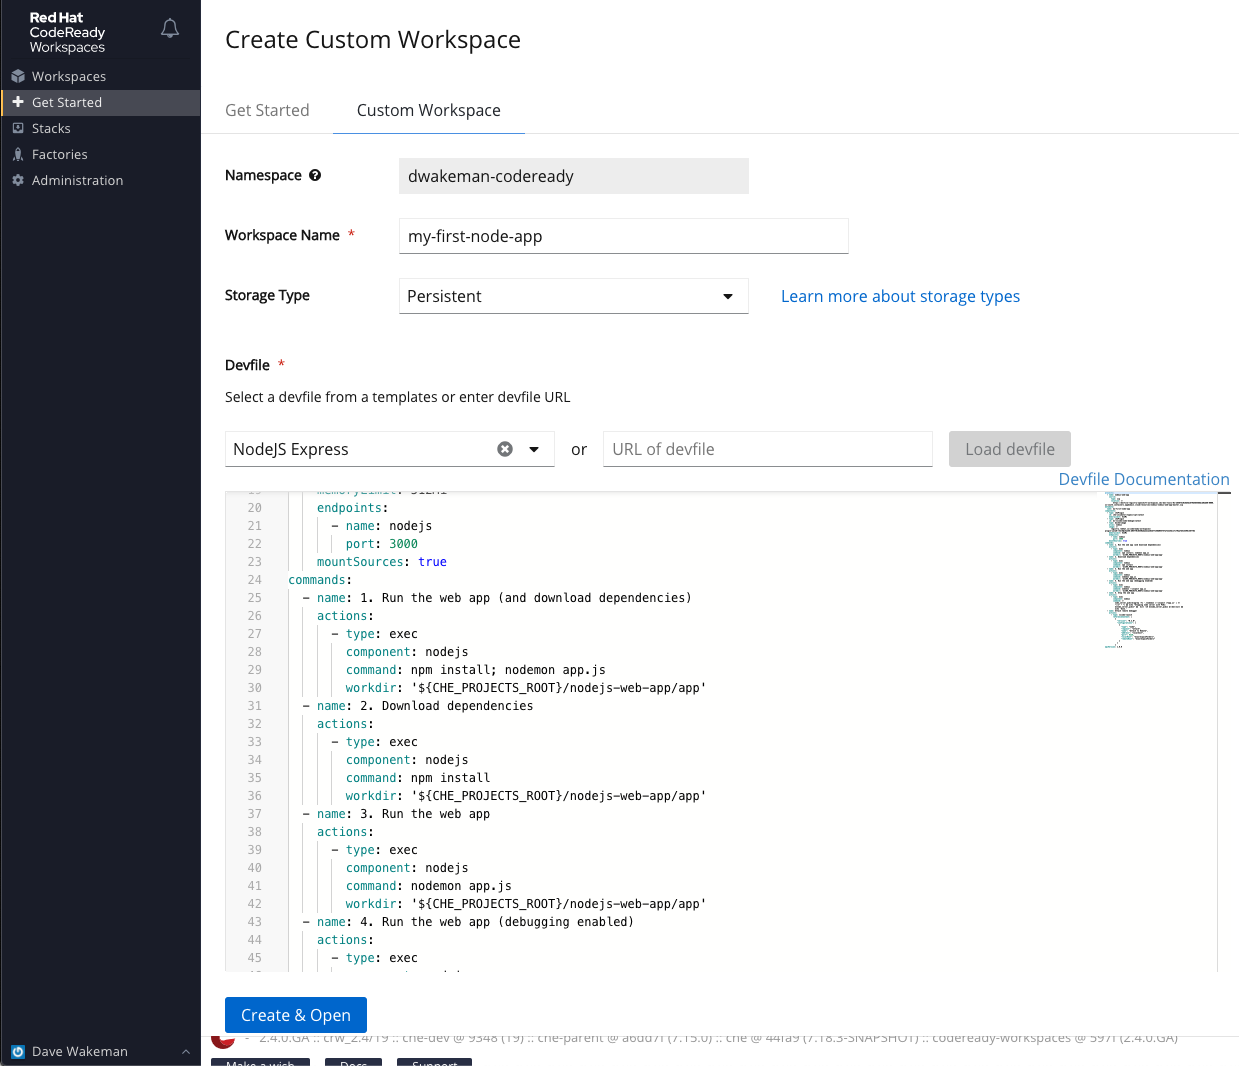 Red Hat
CodeReady
Workspaces
Workspaces
Get Started
Stacks
Factories
Administration
Dave Wakeman
Create Custom Workspace
Get Started
Custom Workspace
Namespace
dwakeman-codeready
Workspace Name *
my-first-node-app
Storage Type
Persistent
Learn more about storage types
Devfile *
Select a devfile from a templates or enter devfile URL
NodeJS Express
or
URL of devfile
Load devfile
Devfile Documentation
19 memoryLimit: 512Mi
20 endpoints:
21 - name: nodejs
22 port: 3000
23 mountSources: true
24 commands:
25 - name: 1. Run the web app (and download dependencies)
26 actions:
27 - type: exec
28 component: nodejs
29 command: npm install; nodemon app.js
30 workdir: '${CHE_PROJECTS_ROOT}/nodejs-web-app/app'
31 - name: 2. Download dependencies
32 actions:
33 - type: exec
34 component: nodejs
35 command: npm install
36 workdir: '${CHE_PROJECTS_ROOT}/nodejs-web-app/app'
37 - name: 3. Run the web app
38 actions:
39 - type: exec
40 component: nodejs
41 command: nodemon app.js
42 workdir: '${CHE_PROJECTS_ROOT}/nodejs-web-app/app'
43 - name: 4. Run the web app (debugging enabled)
44 actions:
45 - type: exec
Create & Open
- 2.4.0.GA :: crw_2.4/19 :: che-dev @ 9348 (19) :: che-parent @ a6dd7f (7.15.0) :: che @ 44fa9 (7.18.3-SNAPSHOT) :: codeready-workspaces @ 597f (2.4.0.GA)
Make a wish
Docs
Support